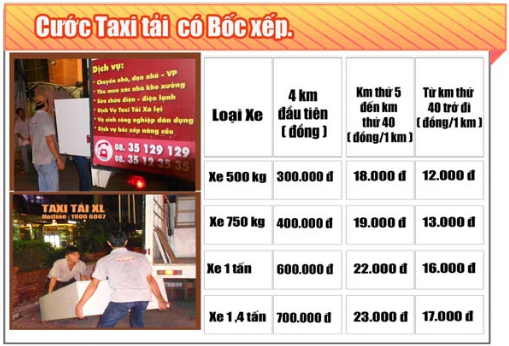 Cước Taxi tải có Bốc xếp.
Dịch vụ:
* Chuyển nhà, dọn nhà - VP
* Thu mua xác nhà kho xưởng
* Sửa chữa điện - điện lạnh
* Dịch Vụ Taxi Tải Xả lợi
* Vệ sinh công nghiệp dân dụng
* Dịch vụ bốc xếp nâng cẩu
08. 35 129 129
08. 35 12 35 35
TAXI TẢI XL
Hotline : 1900 6067
Loại Xe
4 km
đầu tiên
( đồng )
Km thứ 5
đến km
thứ 40
( đồng/1 km )
Từ km thứ
40 trở đi
( đồng/1 km )
Xe 500 kg 300.000 đ 18.000 đ 12.000 đ
Xe 750 kg 400.000 đ 19.000 đ 13.000 đ
Xe 1 tấn 600.000 đ 22.000 đ 16.000 đ
Xe 1 ,4 tấn 700.000 đ 23.000 đ 17.000 đ